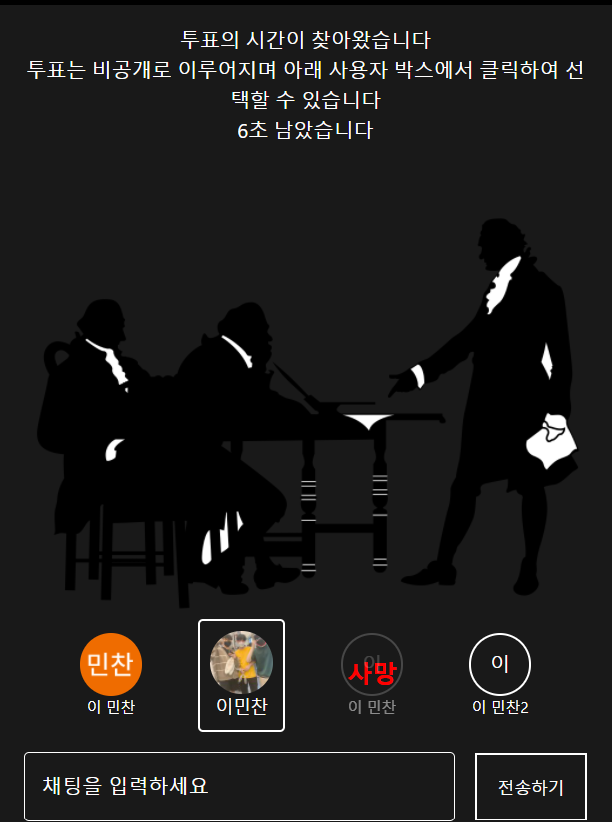 투표의 시간이 찾아왔습니다
투표는 비공개로 이루어지며 아래 사용자 박스에서 클릭하여 선
택할 수 있습니다
6초 남았습니다
민찬
이 민찬
이민찬
이
사망
이 민찬
이
이 민찬2
채팅을 입력하세요
전송하기